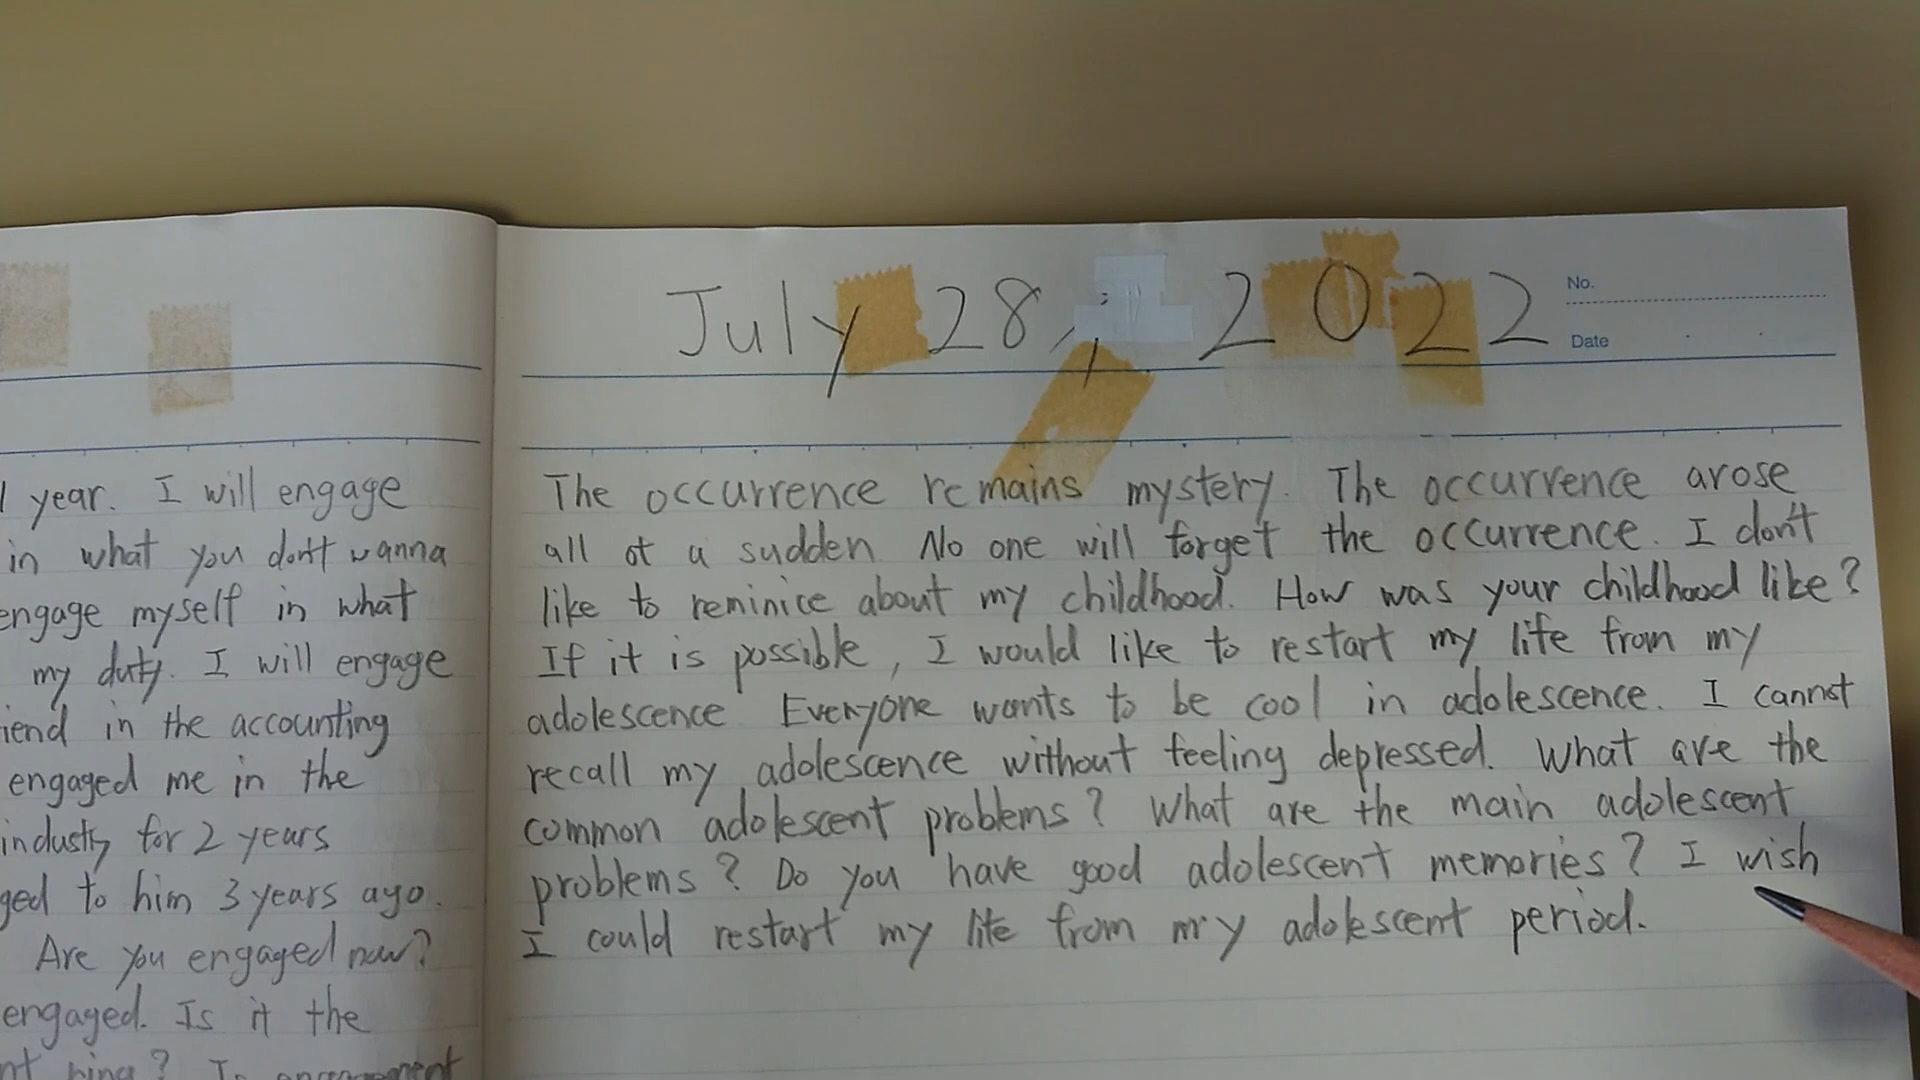 1 year. I will engage
in what you don't wanna
engage myself in what
my duty. I will engage
iend in the accounting
engaged me in the
industry for 2 years
ged to him 3 years ago.
Are you engaged now?
engaged. Is it the
nt ring?
July 28, 2022
No.
Date
The occurrence remains mystery. The occurrence arose
all of a sudden No one will forget the occurrence. I don't
like to reminice about my childhood. How was your childhood like?
If it is possible, I would like to restart my life from my
adolescence Everyone wants to be cool in adolescence. I cannot
recall my adolescence without feeling depressed. What are the
common adolescent problems? What are the main adolescent
problems? Do you have good adolescent memories? I wish
I could restart my life from my adolescent period.